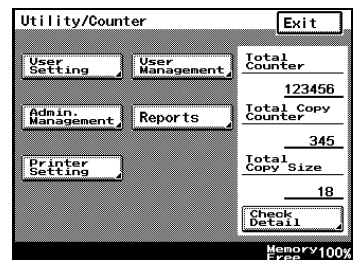 Utility/Counter
Exit
User
Setting
User
Management
Admin.
Management
Reports
Printer
Setting
Total
Counter
123456
Total Copy
Counter
345
Total
Copy Size
18
Check
Detail
Memory
Free
100%